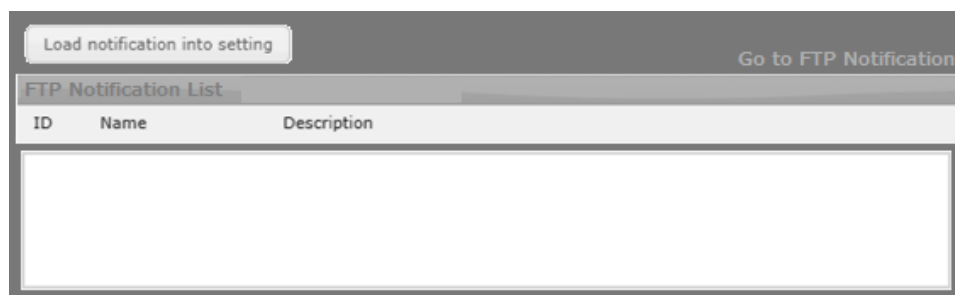 Load notification into setting
Go to FTP Notification
FTP Notification List
ID Name Description